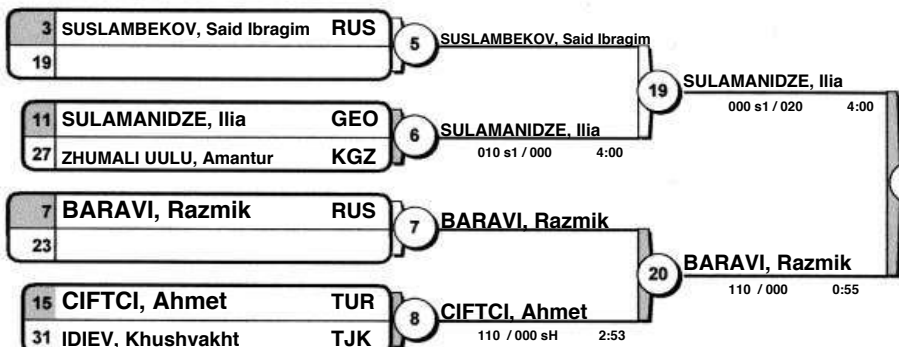 3 SUSLAMBEKOV, Said Ibragim RUS
19
5
SUSLAMBEKOV, Said Ibragim
11 SULAMANIDZE, Ilia GEO
27 ZHUMALI UULU, Amantur KGZ
6
SULAMANIDZE, Ilia
010 s1 / 000 4:00
19
SULAMANIDZE, Ilia
000 s1 / 020 4:00
7 BARAVI, Razmik RUS
23
7
BARAVI, Razmik
15 CIFTCI, Ahmet TUR
31 IDIEV, Khushvakht TJK
8
CIFTCI, Ahmet
110 / 000 sH 2:53
20
BARAVI, Razmik
110 / 000 0:55